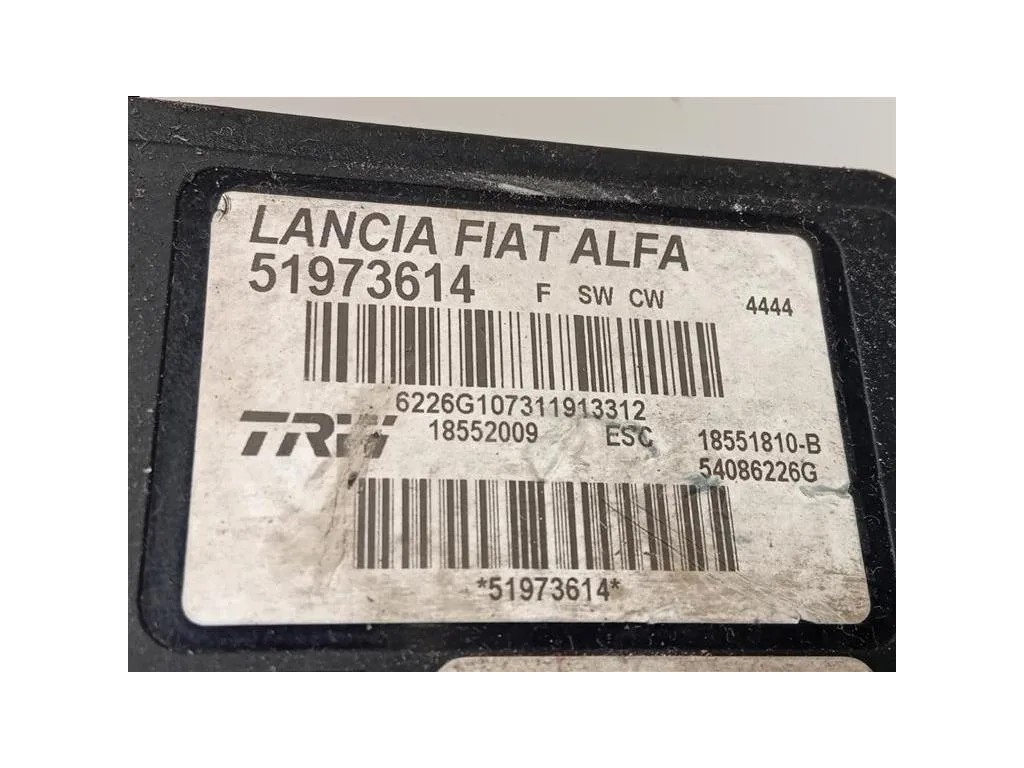 LANCIA FIAT ALFA
51973614 F SW CW 4444
6226G107311913312
TRW 18552009 ESC 18551810-B
54086226G
*51973614*